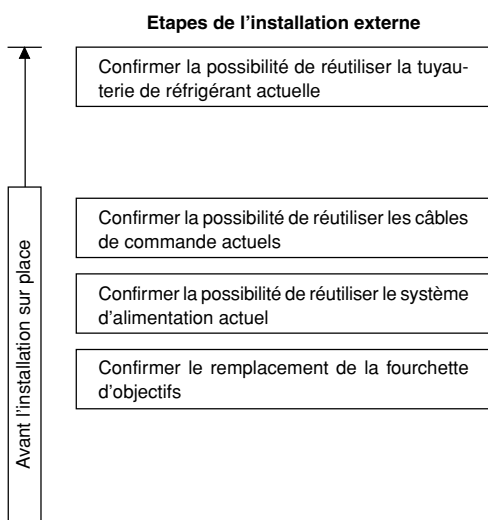 Etapes de l'installation externe
Confirmer la possibilité de réutiliser la tuyau-
terie de réfrigérant actuelle
Confirmer la possibilité de réutiliser les câbles
de commande actuels
Confirmer la possibilité de réutiliser le système
d'alimentation actuel
Confirmer le remplacement de la fourchette
d'objectifs
Avant l'installation sur place